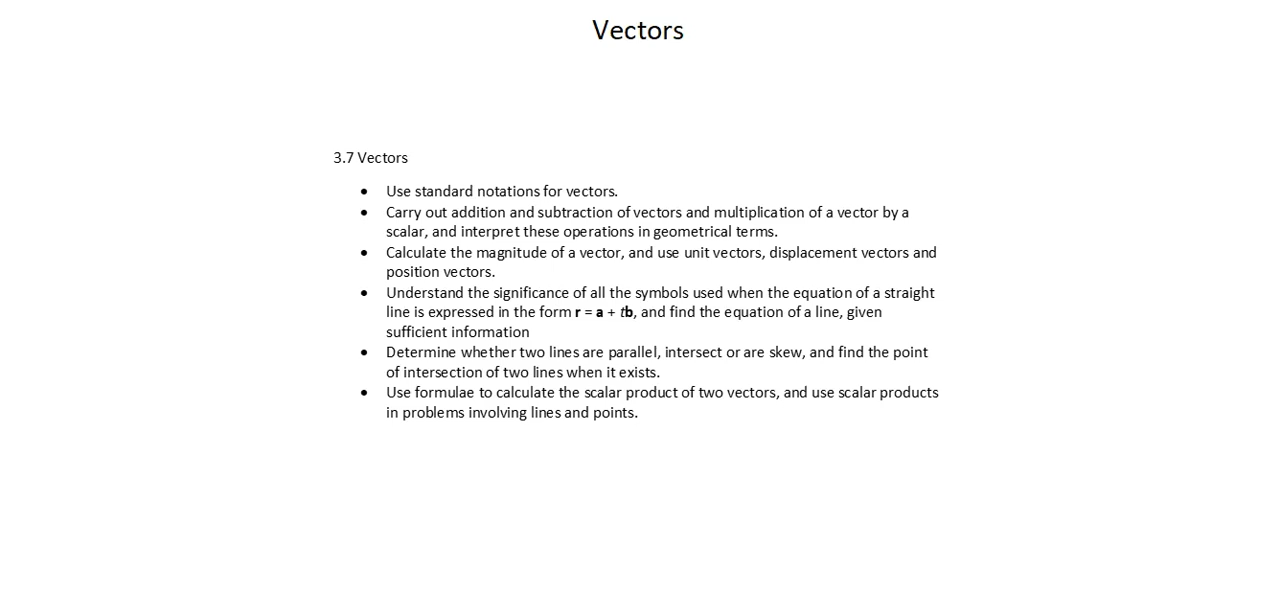 Vectors
3.7 Vectors
• Use standard notations for vectors.
• Carry out addition and subtraction of vectors and multiplication of a vector by a
scalar, and interpret these operations in geometrical terms.
• Calculate the magnitude of a vector, and use unit vectors, displacement vectors and
position vectors.
• Understand the significance of all the symbols used when the equation of a straight
line is expressed in the form r = a + tb, and find the equation of a line, given
sufficient information
• Determine whether two lines are parallel, intersect or are skew, and find the point
of intersection of two lines when it exists.
• Use formulae to calculate the scalar product of two vectors, and use scalar products
in problems involving lines and points.